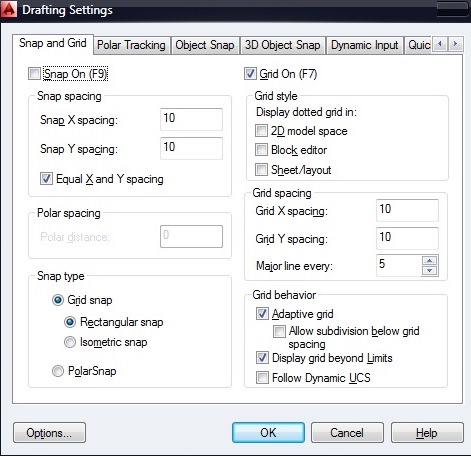 Drafting Settings
Snap and Grid
Polar Tracking
Object Snap
3D Object Snap
Dynamic Input
Quic
Snap On (F9)
Snap spacing
Snap X spacing:
10
Snap Y spacing:
10
Equal X and Y spacing
Polar spacing
Polar distance:
0
Snap type
Grid snap
Rectangular snap
Isometric snap
PolarSnap
Grid On (F7)
Grid style
Display dotted grid in:
2D model space
Block editor
Sheet/layout
Grid spacing
Grid X spacing:
10
Grid Y spacing:
10
Major line every:
5
Grid behavior
Adaptive grid
Allow subdivision below grid
spacing
Display grid beyond Limits
Follow Dynamic UCS
Options...
OK
Cancel
Help